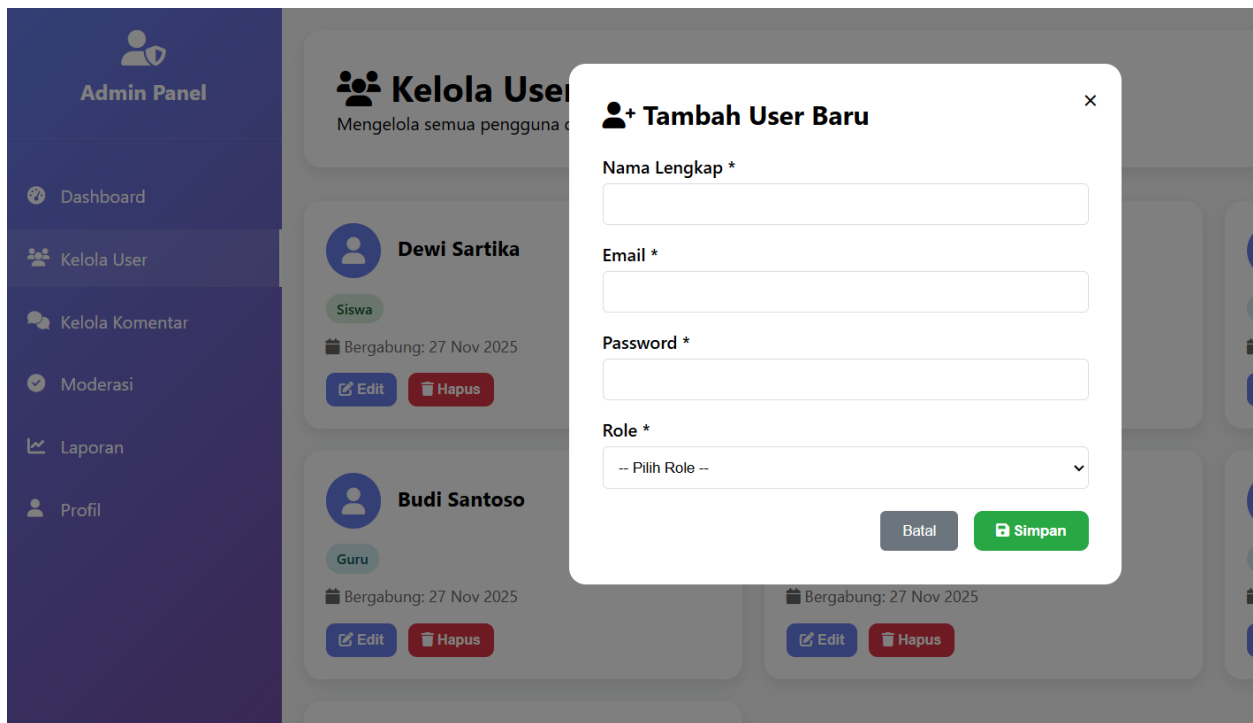 Admin Panel
Dashboard
Kelola User
Kelola Komentar
Moderasi
Laporan
Profil
Kelola User
Mengelola semua pengguna
Dewi Sartika
Siswa
Bergabung: 27 Nov 2025
Edit
Hapus
Budi Santoso
Guru
Bergabung: 27 Nov 2025
Edit
Hapus
Bergabung: 27 Nov 2025
Edit
Hapus
Tambah User Baru
×
Nama Lengkap *
Email *
Password *
Role *
-- Pilih Role --
Batal
Simpan